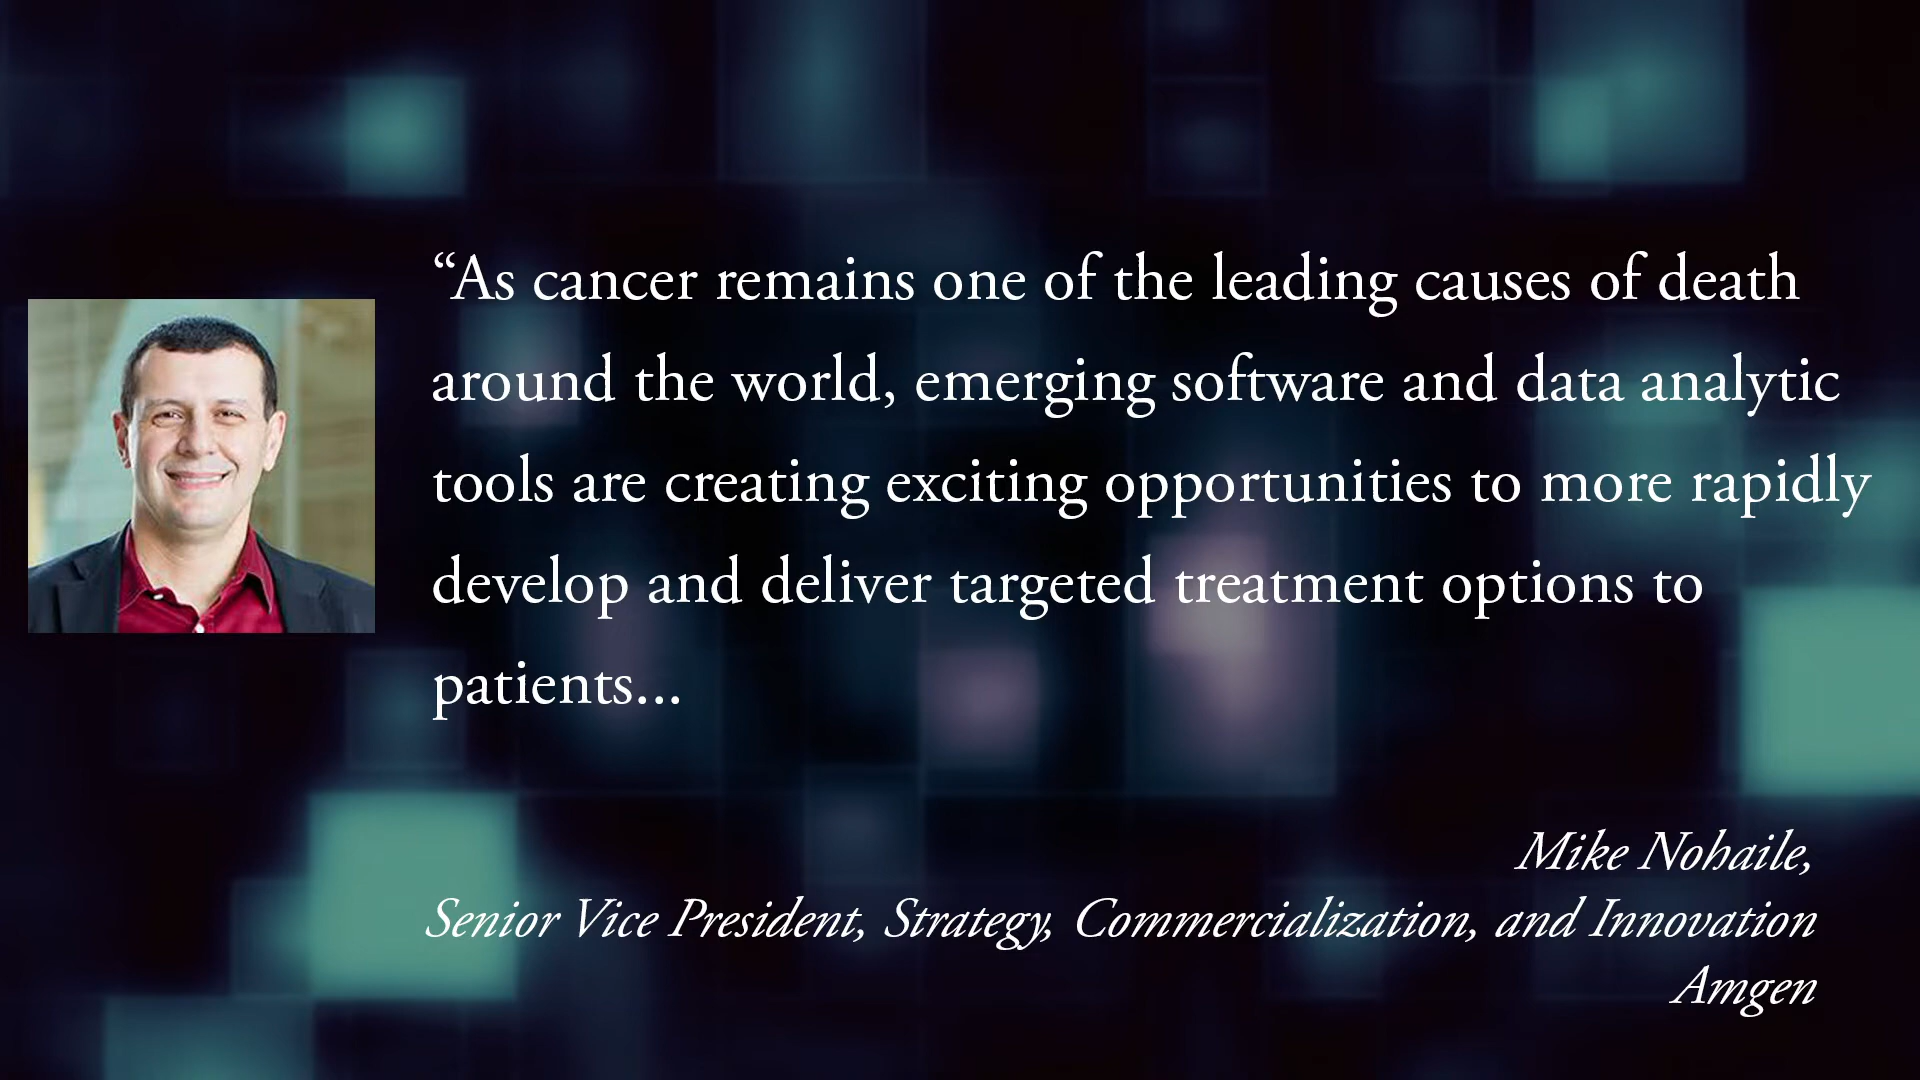 “As cancer remains one of the leading causes of death
around the world, emerging software and data analytic
tools are creating exciting opportunities to more rapidly
develop and deliver targeted treatment options to
patients...
Mike Nohaile,
Senior Vice President, Strategy, Commercialization, and Innovation
Amgen